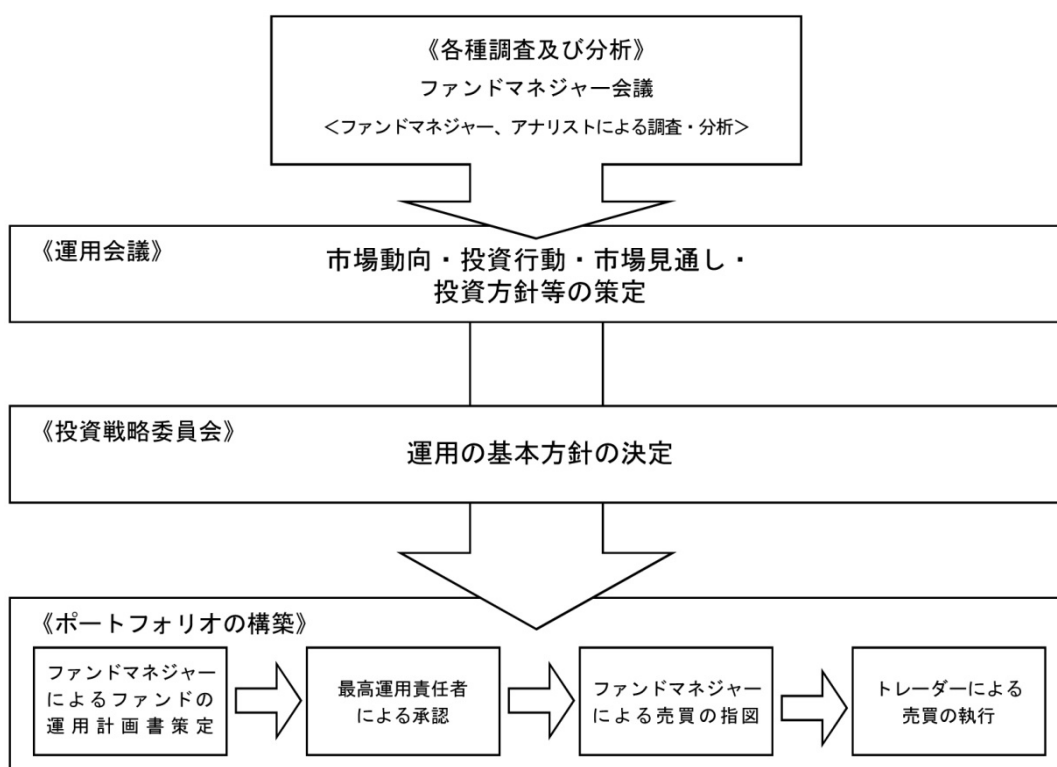 《各種調査及び分析》
ファンドマネジャー会議
＜ファンドマネジャー、アナリストによる調査・分析＞
《運用会議》
市場動向・投資行動・市場見通し・
投資方針等の策定
《投資戦略委員会》
運用の基本方針の決定
《ポートフォリオの構築》
ファンドマネジャー
によるファンドの
運用計画書策定
最高運用責任者
による承認
ファンドマネジャー
による売買の指図
トレーダーによる
売買の執行